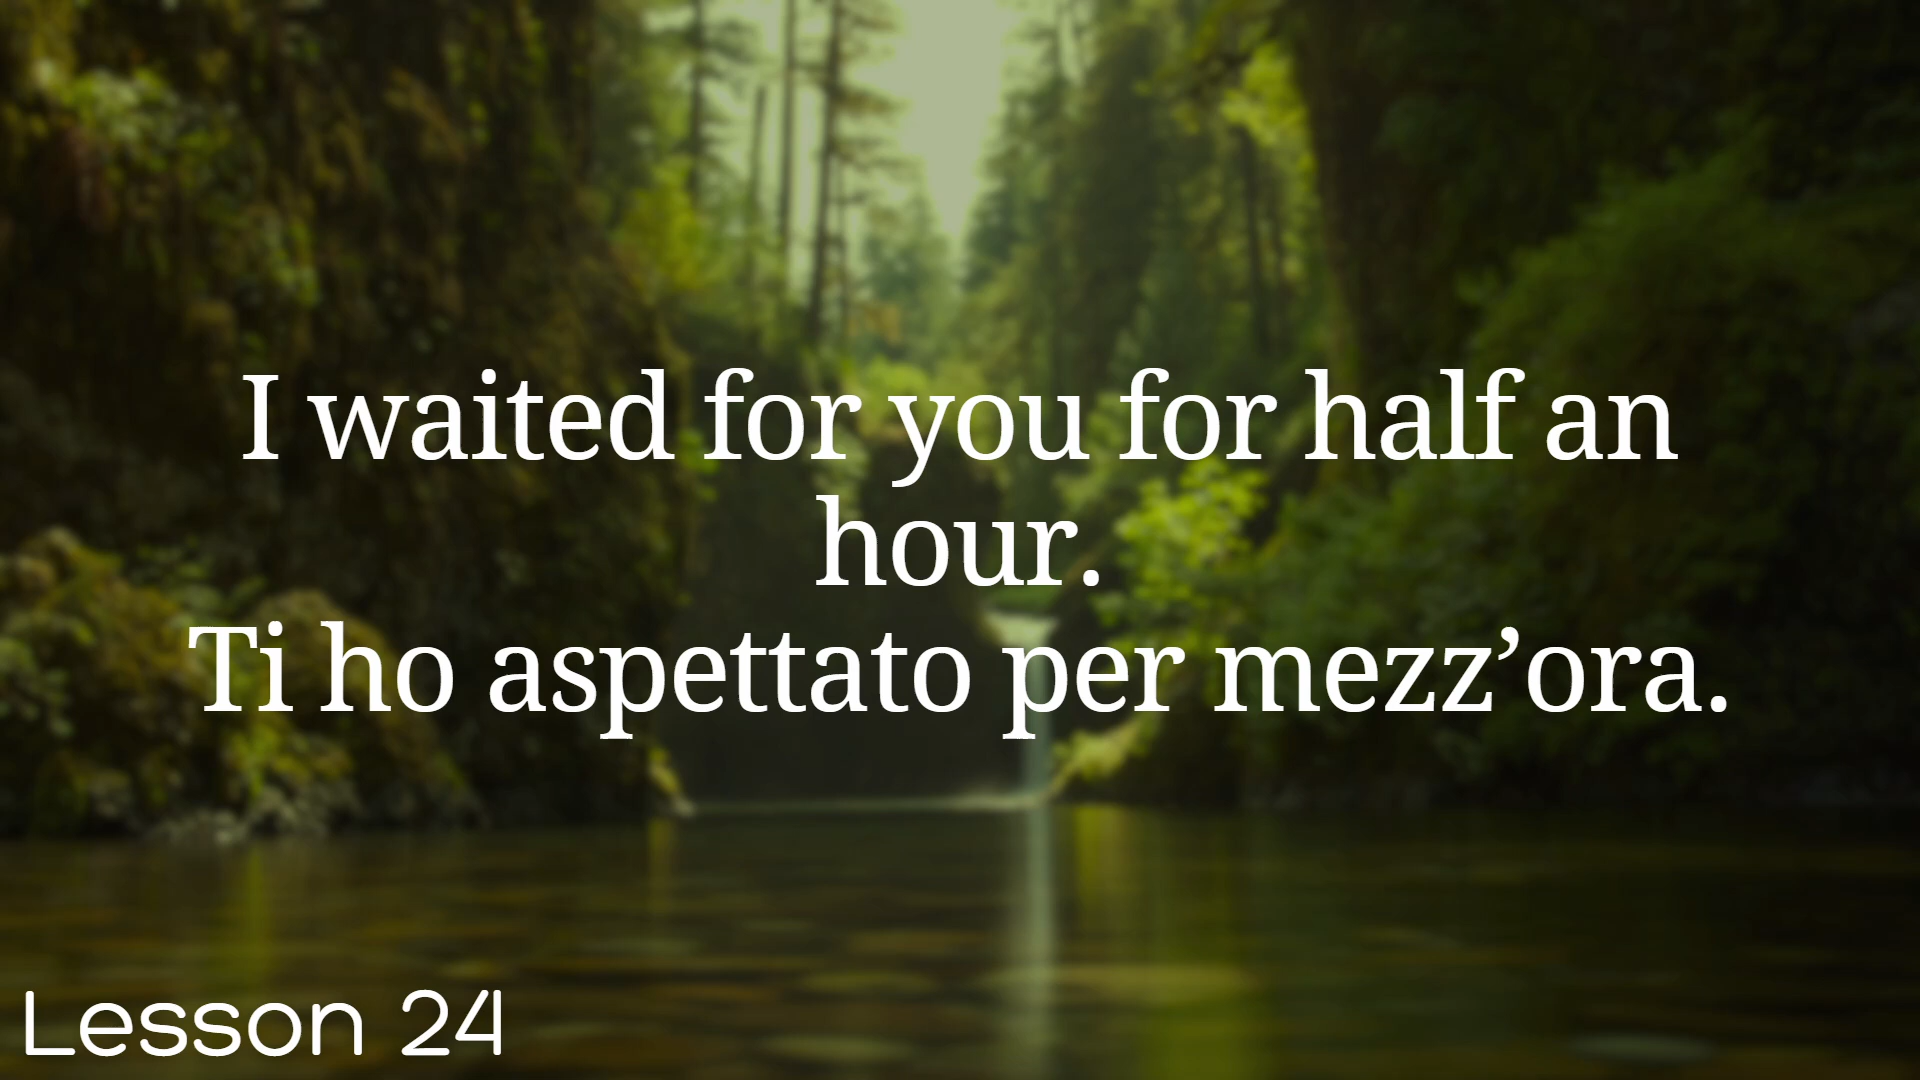 I waited for you for half an
hour.
Ti ho aspettato per mezz’ora.
Lesson 24